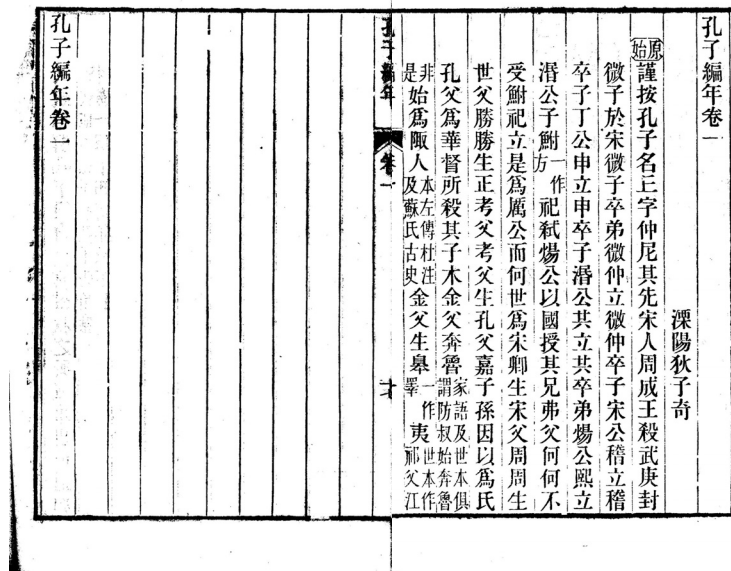 孔子編年卷一
溧陽狄子奇
原始謹按孔子名丘字仲尼其先宋人周成王殺武庚封
微子於宋微子卒弟微仲立微仲卒子宋公稽立稽
卒子丁公申立申卒子湣公共立共卒弟煬公熙立
湣公子鮒一作方祀弒煬公以國授其兄弗父何何不
受鮒祀立是爲厲公而何世爲宋卿生宋父周周生
世父勝勝生正考父考父生孔父嘉子孫因以爲氏
孔父爲華督所殺其子木金父奔魯家語及世本俱謂防叔始奔魯
非是始爲陬人本左傳杜注及蘇氏古史金父生皋一作睪夷世本作祁父江
孔子編年 卷一
孔子編年卷一